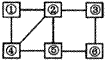 ① ② ③
④ ⑤ ⑥